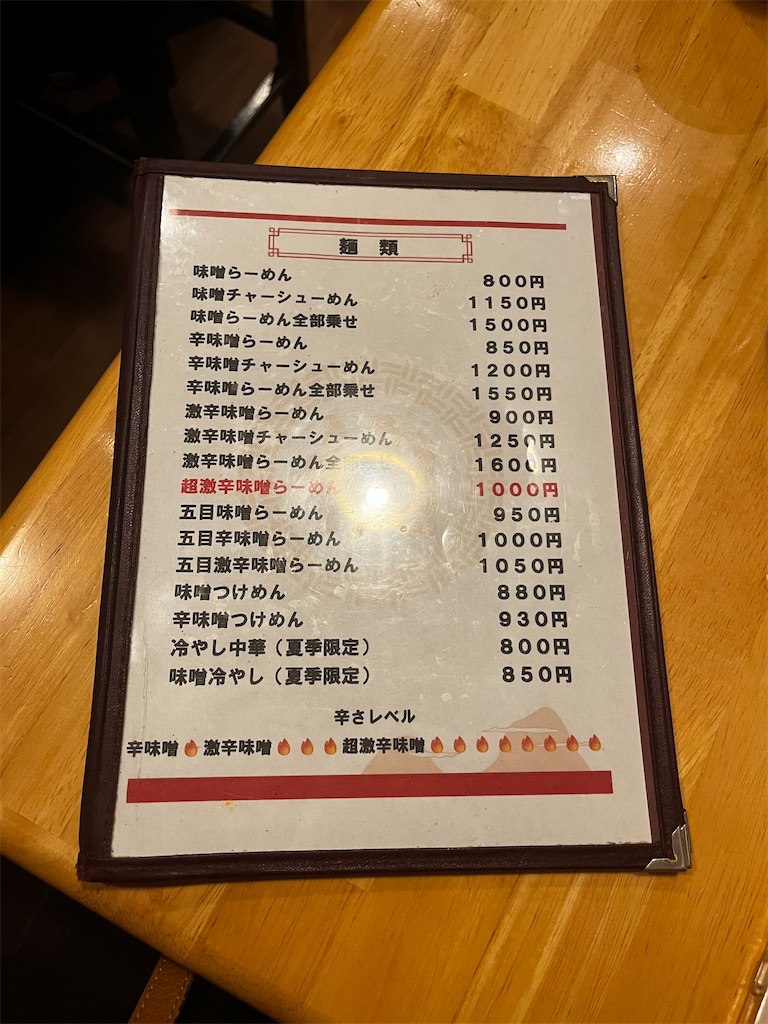 麺類
味噌らーめん 800円
味噌チャーシューめん 1150円
味噌らーめん全部乗せ 1500円
辛味噌らーめん 850円
辛味噌チャーシューめん 1200円
辛味噌らーめん全部乗せ 1550円
激辛味噌らーめん 900円
激辛味噌チャーシューめん 1250円
激辛味噌らーめん全 1600円
超激辛味噌らーめん 1000円
五目味噌らーめん 950円
五目辛味噌らーめん 1000円
五目激辛味噌らーめん 1050円
味噌つけめん 880円
辛味噌つけめん 930円
冷やし中華（夏季限定） 800円
味噌冷やし（夏季限定） 850円
辛さレベル
辛味噌🔥激辛味噌🔥🔥🔥超激辛味噌🔥🔥🔥🔥🔥🔥🔥🔥